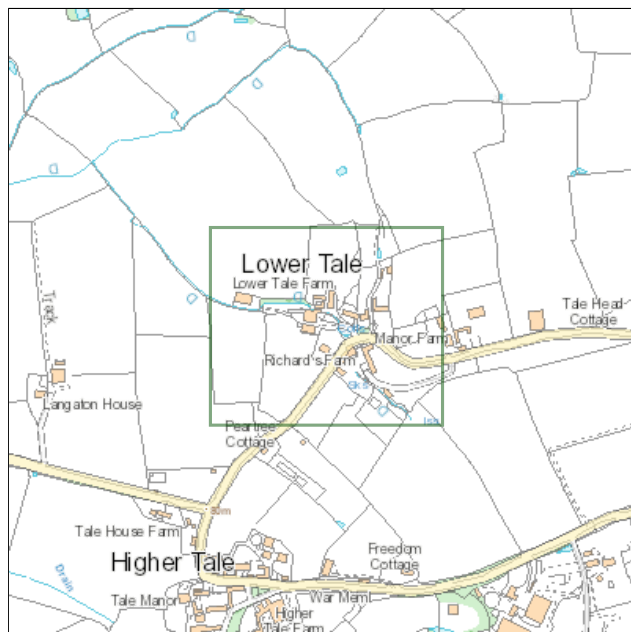 Lower Tale
Lower Tale Farm
Tale Head
Cottage
Manor Farm
Richard's Farm
Track
Langaton House
Peartree
Cottage
80m
Tale House Farm
Higher Tale
Freedom
Cottage
Drain
Tale Manor
War Meml
Higher
Tale Farm